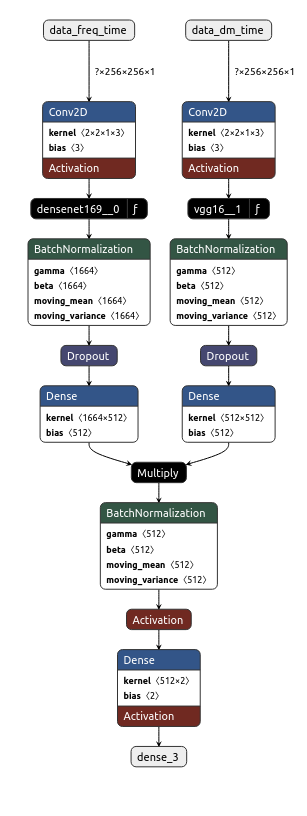 data_freq_time
data_dm_time
?×256×256×1
?×256×256×1
Conv2D
kernel ⟨2×2×1×3⟩
bias ⟨3⟩
Activation
Conv2D
kernel ⟨2×2×1×3⟩
bias ⟨3⟩
Activation
densenet169__0 ƒ
vgg16__1 ƒ
BatchNormalization
gamma ⟨1664⟩
beta ⟨1664⟩
moving_mean ⟨1664⟩
moving_variance ⟨1664⟩
BatchNormalization
gamma ⟨512⟩
beta ⟨512⟩
moving_mean ⟨512⟩
moving_variance ⟨512⟩
Dropout
Dropout
Dense
kernel ⟨1664×512⟩
bias ⟨512⟩
Dense
kernel ⟨512×512⟩
bias ⟨512⟩
Multiply
BatchNormalization
gamma ⟨512⟩
beta ⟨512⟩
moving_mean ⟨512⟩
moving_variance ⟨512⟩
Activation
Dense
kernel ⟨512×2⟩
bias ⟨2⟩
Activation
dense_3